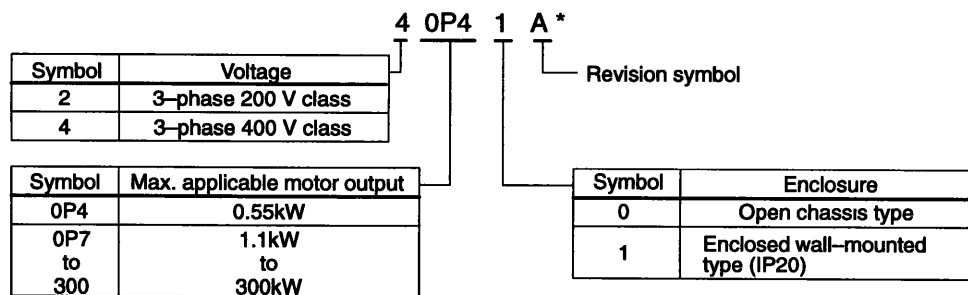 4 0P4 1 A *
Revision symbol
Symbol Voltage
2 3–phase 200 V class
4 3–phase 400 V class
Symbol Max. applicable motor output
0P4 0.55kW
0P7 1.1kW
to to
300 300kW
Symbol Enclosure
0 Open chassis type
1 Enclosed wall–mounted
type (IP20)